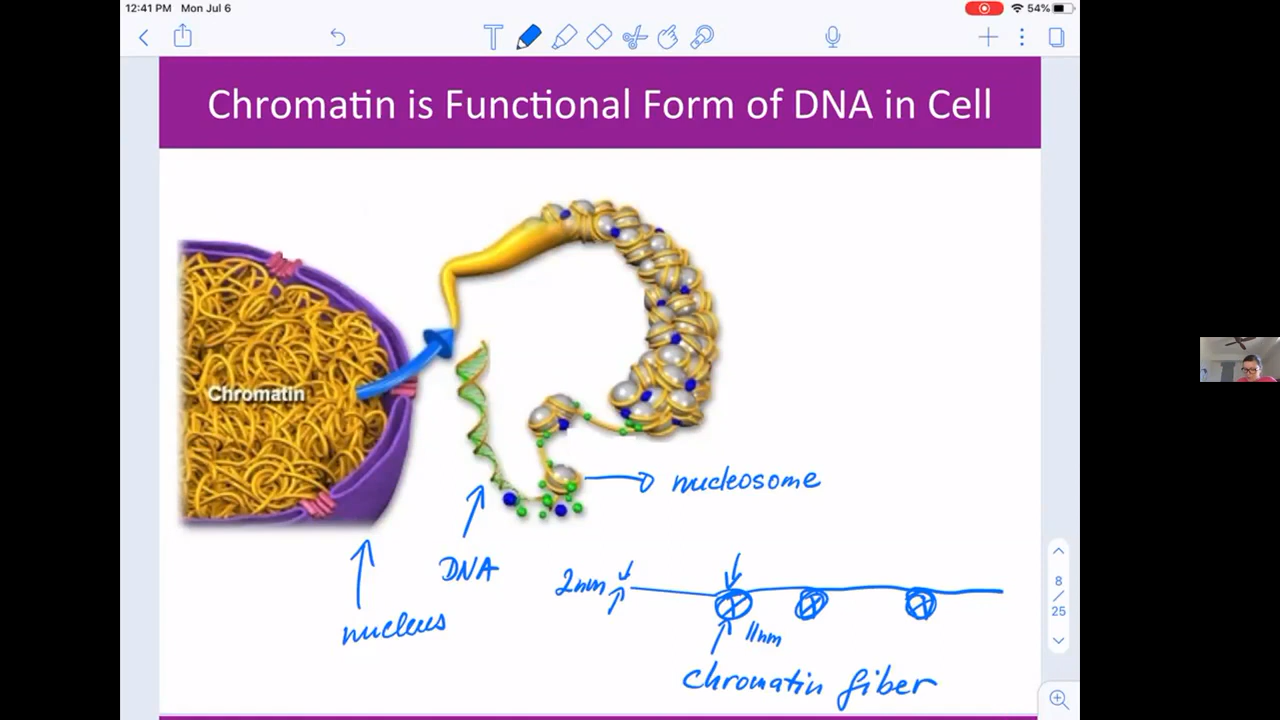 12:41 PM Mon Jul 6
54%
T
Chromatin is Functional Form of DNA in Cell
Chromatin
nucleosome
DNA
2nm
nucleus
11nm
chromatin fiber
8
/
25